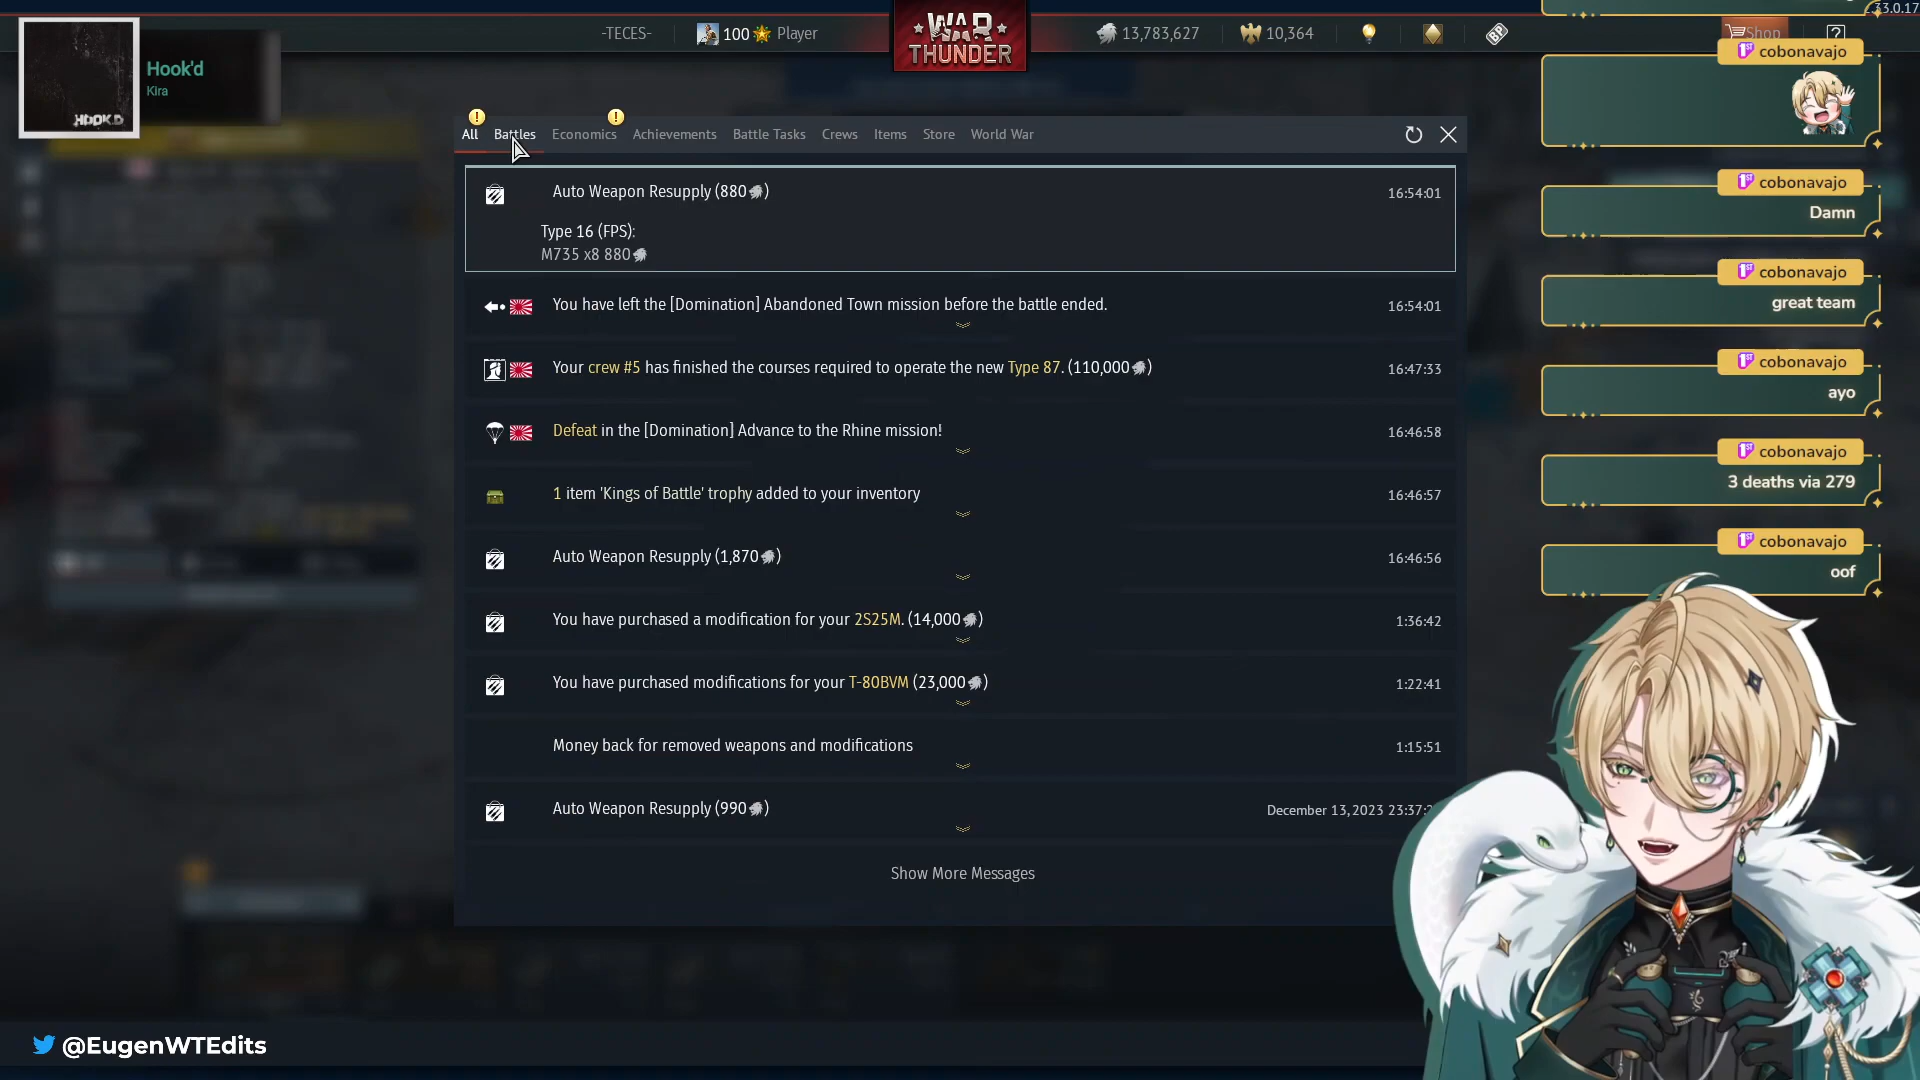 Hook'd
Kira
HOOK.D
-TECES-
100 Player
WAR
THUNDER
13,783,627
10,364
Shop
?
33.0.17
All
Battles
Economics
Achievements
Battle Tasks
Crews
Items
Store
World War
Auto Weapon Resupply (880)
16:54:01
Type 16 (FPS):
M735 x8 880
You have left the [Domination] Abandoned Town mission before the battle ended.
16:54:01
Your crew #5 has finished the courses required to operate the new Type 87. (110,000)
16:47:33
Defeat in the [Domination] Advance to the Rhine mission!
16:46:58
1 item 'Kings of Battle' trophy added to your inventory
16:46:57
Auto Weapon Resupply (1,870)
16:46:56
You have purchased a modification for your 2S25M. (14,000)
1:36:42
You have purchased modifications for your T-80BVM (23,000)
1:22:41
Money back for removed weapons and modifications
1:15:51
Auto Weapon Resupply (990)
December 13, 2023 23:37:
Show More Messages
cobonavajo
cobonavajo
Damn
cobonavajo
great team
cobonavajo
ayo
cobonavajo
3 deaths via 279
cobonavajo
oof
@EugenWTEdits